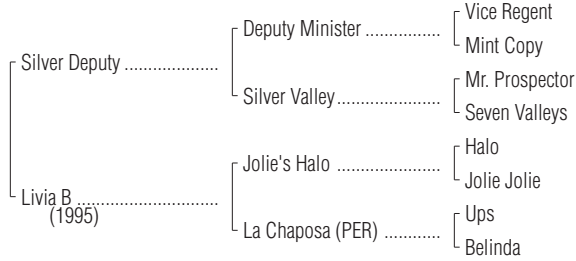 Vice Regent
Deputy Minister ................
Mint Copy
Silver Deputy ....................
Mr. Prospector
Silver Valley......................
Seven Valleys
Halo
Jolie's Halo ......................
Jolie Jolie
Livia B ..............................
(1995)
Ups
La Chaposa (PER) ............
Belinda